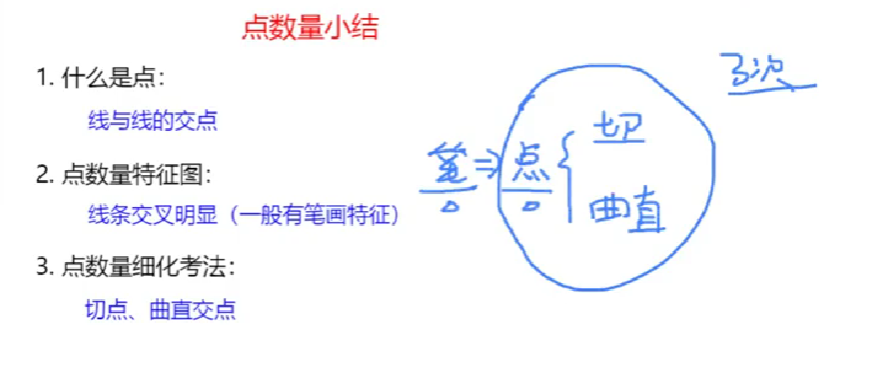 点数量小结
1. 什么是点：
线与线的交点
2. 点数量特征图：
线条交叉明显（一般有笔画特征）
3. 点数量细化考法：
切点、曲直交点
3次
笔⇒点{
切
曲直